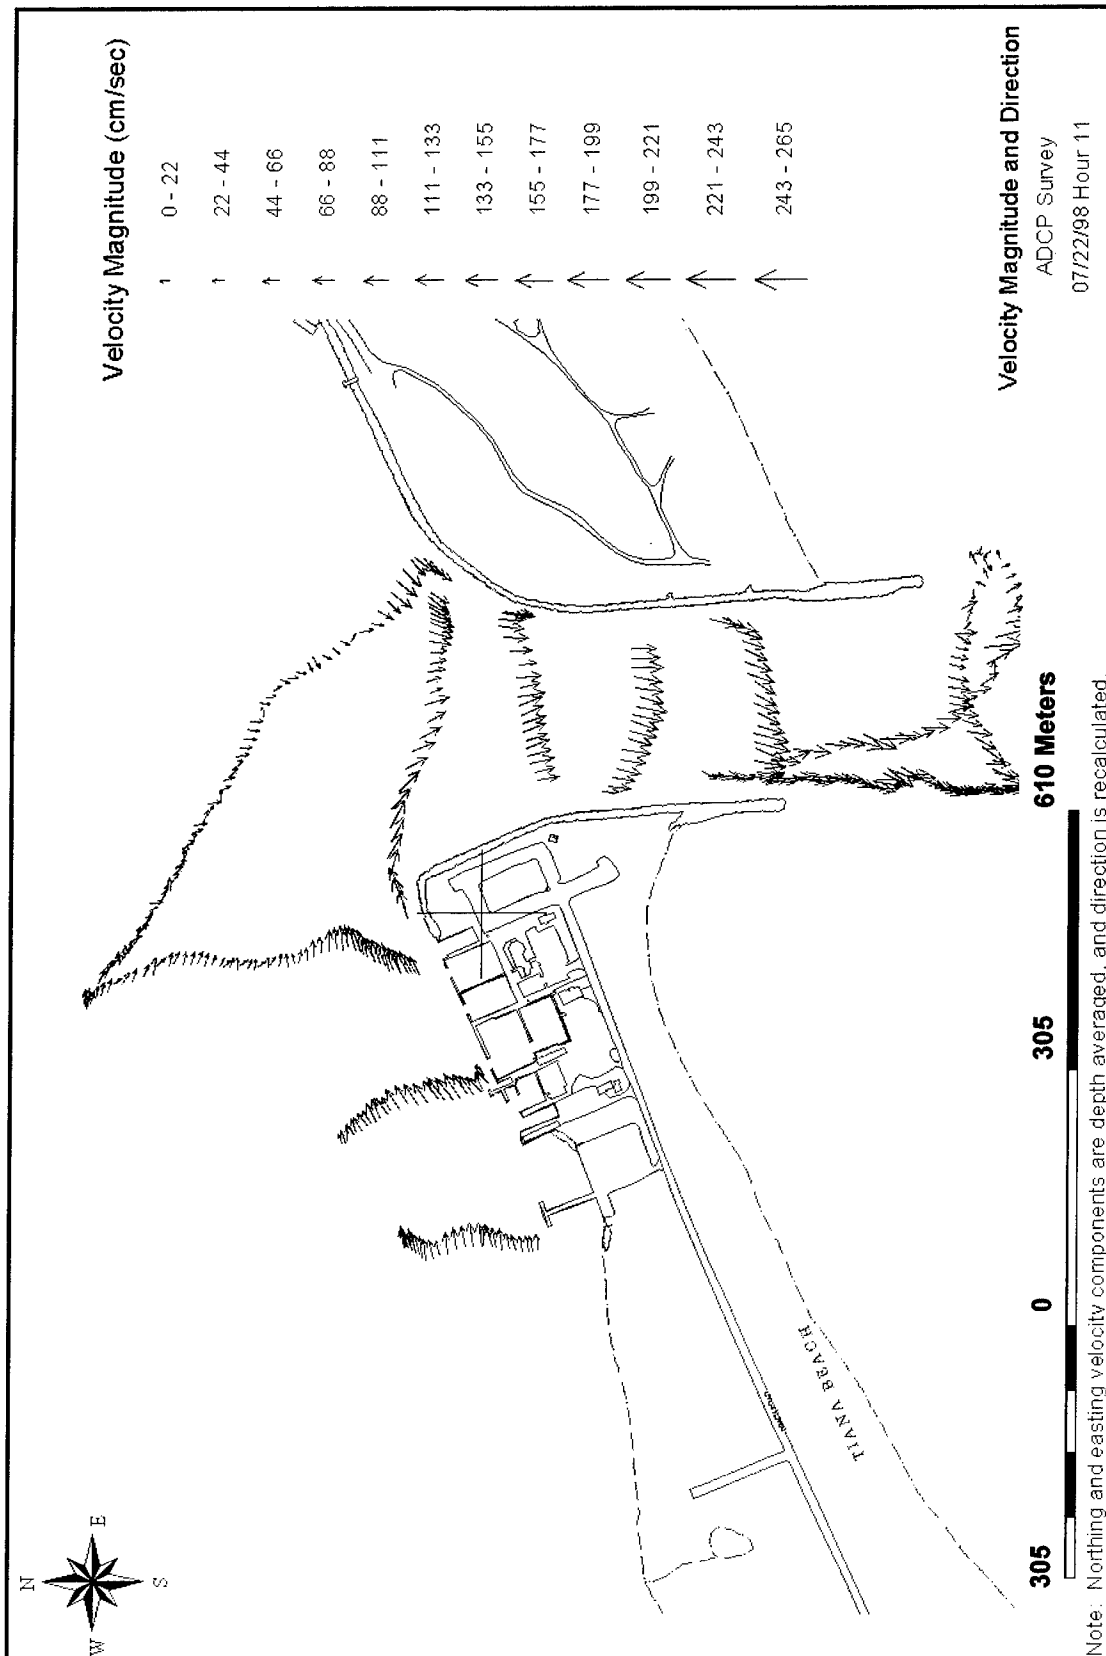 N
W E
S
Velocity Magnitude (cm/sec)
0 - 22
22 - 44
44 - 66
66 - 88
88 - 111
111 - 133
133 - 155
155 - 177
177 - 199
199 - 221
221 - 243
243 - 265
TIANA BEACH
Velocity Magnitude and Direction
ADCP Survey
07/22/98 Hour 11
305 0 305 610 Meters
Note: Northing and easting velocity components are depth averaged, and direction is recalculated.